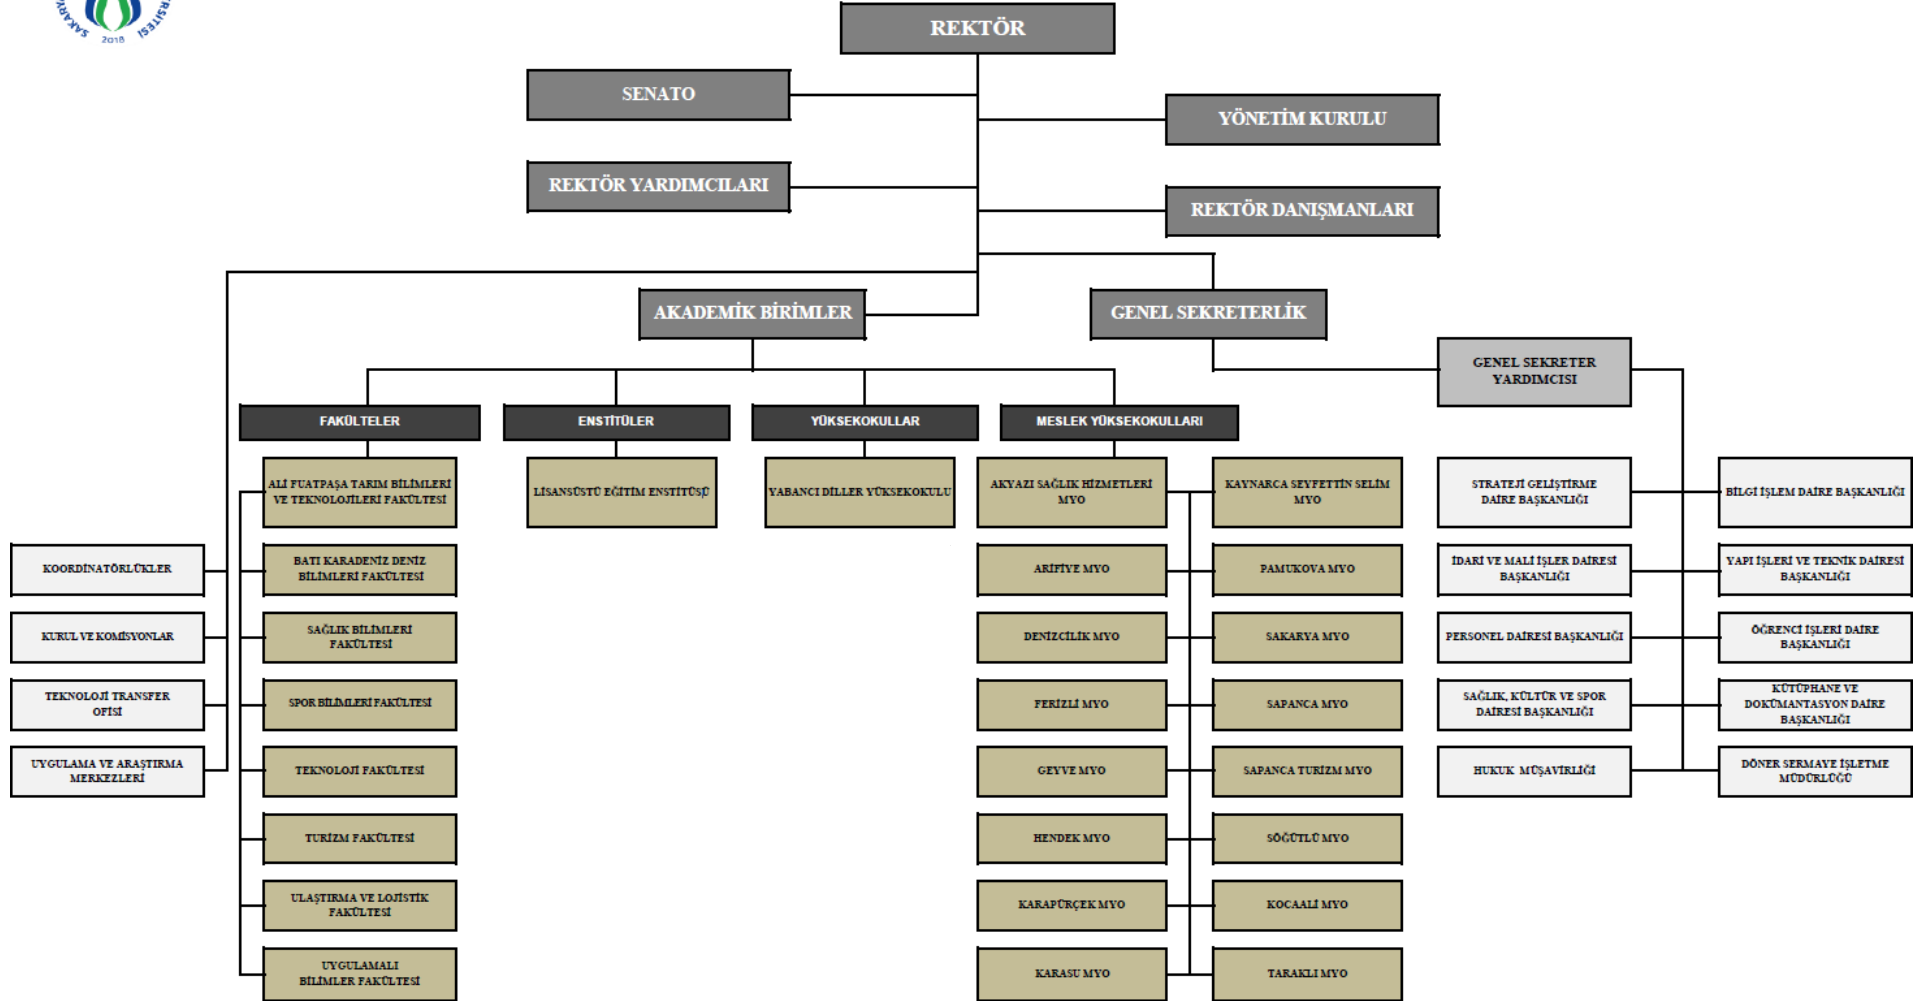 SAKARYA
2018
REKTÖR
SENATO
YÖNETİM KURULU
REKTÖR YARDIMCILARI
REKTÖR DANIŞMANLARI
AKADEMİK BİRİMLER
GENEL SEKRETERLİK
GENEL SEKRETER
YARDIMCISI
FAKÜLTELER
ENSTİTÜLER
YÜKSEKOKULLAR
MESLEK YÜKSEKOKULLARI
ALİ FUATPAŞA TARIM BİLİMLERİ
VE TEKNOLOJİLERİ FAKÜLTESİ
LİSANSÜSTÜ EĞİTİM ENSTİTÜSÜ
YABANCI DİLLER YÜKSEKOKULU
AKYAZI SAĞLIK HİZMETLERİ
MYO
KAYNARCA SEYFETTİN SELİM
MYO
STRATEJİ GELİŞTİRME
DAİRE BAŞKANLIĞI
BİLGİ İŞLEM DAİRE BAŞKANLIĞI
KOORDİNATÖRLÜKLER
BATI KARADENİZ DENİZ
BİLİMLERİ FAKÜLTESİ
ARİFİYE MYO
PAMUKOVA MYO
İDARİ VE MALİ İŞLER DAİRESİ
BAŞKANLIĞI
YAPI İŞLERİ VE TEKNİK DAİRESİ
BAŞKANLIĞI
KURUL VE KOMİSYONLAR
SAĞLIK BİLİMLERİ
FAKÜLTESİ
DENİZCİLİK MYO
SAKARYA MYO
PERSONEL DAİRESİ BAŞKANLIĞI
ÖĞRENCİ İŞLERİ DAİRE
BAŞKANLIĞI
TEKNOLOJİ TRANSFER
OFİSİ
SPOR BİLİMLERİ FAKÜLTESİ
FERİZLİ MYO
SAPANCA MYO
SAĞLIK, KÜLTÜR VE SPOR
DAİRESİ BAŞKANLIĞI
KÜTÜPHANE VE
DOKÜMANTASYON DAİRE
BAŞKANLIĞI
UYGULAMA VE ARAŞTIRMA
MERKEZLERİ
TEKNOLOJİ FAKÜLTESİ
GEYVE MYO
SAPANCA TURİZM MYO
HUKUK MÜŞAVİRLİĞİ
DÖNER SERMAYE İŞLETME
MÜDÜRLÜĞÜ
TURİZM FAKÜLTESİ
HENDEK MYO
SÖĞÜTLÜ MYO
ULAŞTIRMA VE LOJİSTİK
FAKÜLTESİ
KARAPÜRÇEK MYO
KOCAALİ MYO
UYGULAMALI
BİLİMLER FAKÜLTESİ
KARASU MYO
TARAKLI MYO